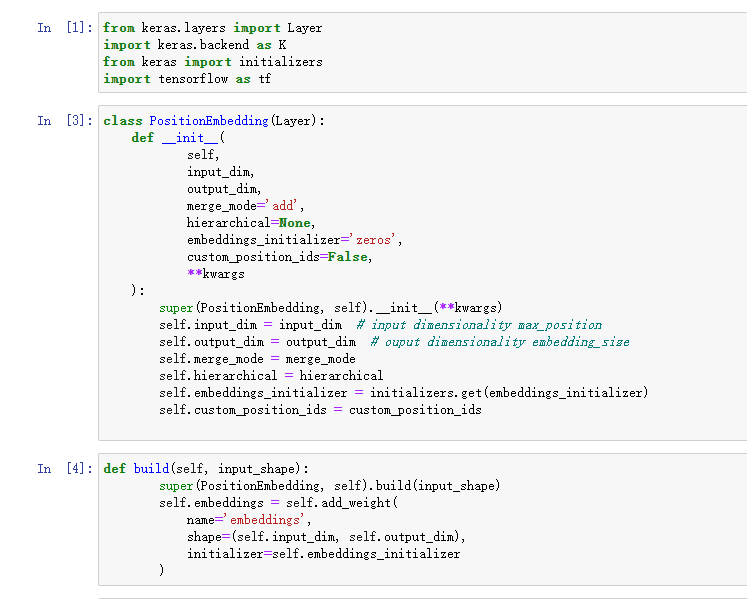 In [1]: from keras.layers import Layer
import keras.backend as K
from keras import initializers
import tensorflow as tf
In [3]: class PositionEmbedding(Layer):
    def __init__(
            self,
            input_dim,
            output_dim,
            merge_mode='add',
            hierarchical=None,
            embeddings_initializer='zeros',
            custom_position_ids=False,
            **kwargs
    ):
        super(PositionEmbedding, self).__init__(**kwargs)
        self.input_dim = input_dim  # input dimensionality max_position
        self.output_dim = output_dim  # ouput dimensionality embedding_size
        self.merge_mode = merge_mode
        self.hierarchical = hierarchical
        self.embeddings_initializer = initializers.get(embeddings_initializer)
        self.custom_position_ids = custom_position_ids
In [4]: def build(self, input_shape):
        super(PositionEmbedding, self).build(input_shape)
        self.embeddings = self.add_weight(
            name='embeddings',
            shape=(self.input_dim, self.output_dim),
            initializer=self.embeddings_initializer
        )